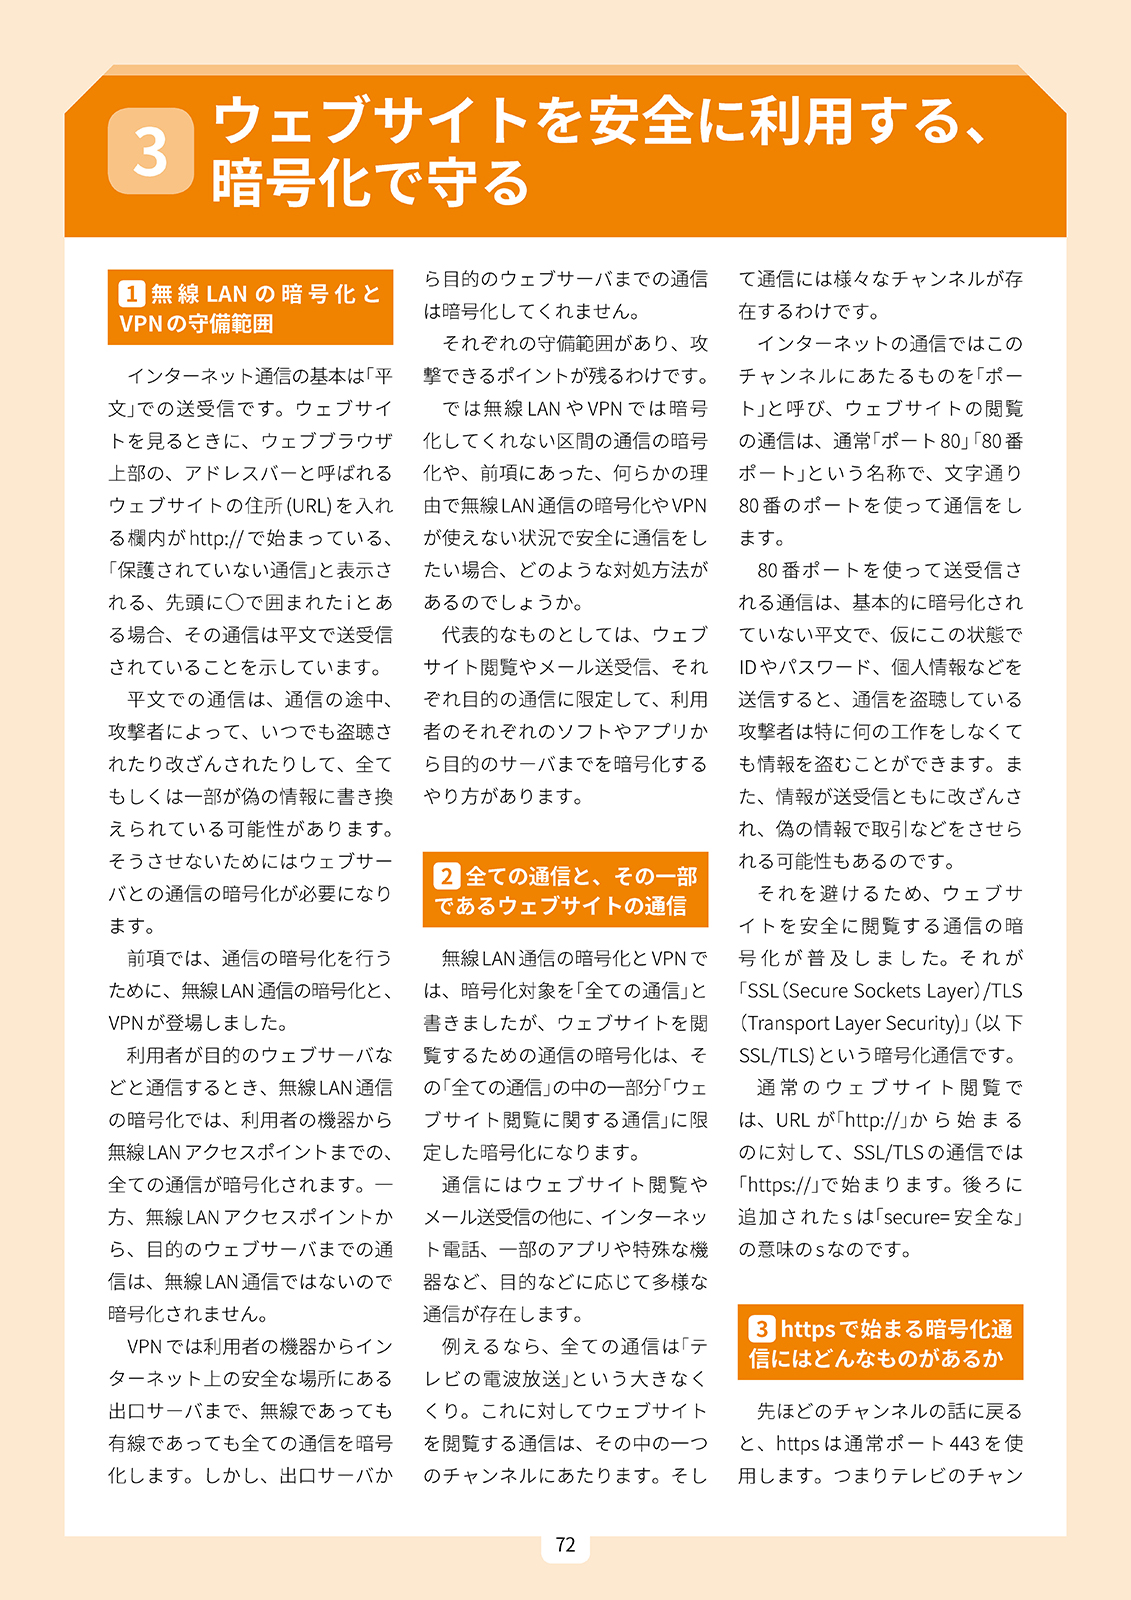 3
ウェブサイトを安全に利用する、
暗号化で守る
1 無線LANの暗号化と
VPNの守備範囲
インターネット通信の基本は「平
文」での送受信です。ウェブサイ
トを見るときに、ウェブブラウザ
上部の、アドレスバーと呼ばれる
ウェブサイトの住所(URL)を入れ
る欄内がhttp://で始まっている、
「保護されていない通信」と表示さ
れる、先頭に○で囲まれたiとあ
る場合、その通信は平文で送受信
されていることを示しています。
平文での通信は、通信の途中、
攻撃者によって、いつでも盗聴さ
れたり改ざんされたりして、全て
もしくは一部が偽の情報に書き換
えられている可能性があります。
そうさせないためにはウェブサー
バとの通信の暗号化が必要になり
ます。
前項では、通信の暗号化を行う
ために、無線LAN通信の暗号化と、
VPNが登場しました。
利用者が目的のウェブサーバな
どと通信するとき、無線LAN通信
の暗号化では、利用者の機器から
無線LANアクセスポイントまでの、
全ての通信が暗号化されます。一
方、無線LANアクセスポイントか
ら、目的のウェブサーバまでの通
信は、無線LAN通信ではないので
暗号化されません。
VPNでは利用者の機器からイン
ターネット上の安全な場所にある
出口サーバまで、無線であっても
有線であっても全ての通信を暗号
化します。しかし、出口サーバか
ら目的のウェブサーバまでの通信
は暗号化してくれません。
それぞれの守備範囲があり、攻
撃できるポイントが残るわけです。
では無線LANやVPNでは暗号
化してくれない区間の通信の暗号
化や、前項にあった、何らかの理
由で無線LAN通信の暗号化やVPN
が使えない状況で安全に通信をし
たい場合、どのような対処方法が
あるのでしょうか。
代表的なものとしては、ウェブ
サイト閲覧やメール送受信、それ
ぞれ目的の通信に限定して、利用
者のそれぞれのソフトやアプリか
ら目的のサーバまでを暗号化する
やり方があります。
2 全ての通信と、その一部
であるウェブサイトの通信
無線LAN通信の暗号化とVPNで
は、暗号化対象を「全ての通信」と
書きましたが、ウェブサイトを閲
覧するための通信の暗号化は、そ
の「全ての通信」の中の一部分「ウェ
ブサイト閲覧に関する通信」に限
定した暗号化になります。
通信にはウェブサイト閲覧や
メール送受信の他に、インターネッ
ト電話、一部のアプリや特殊な機
器など、目的などに応じて多様な
通信が存在します。
例えるなら、全ての通信は「テ
レビの電波放送」という大きなく
くり。これに対してウェブサイト
を閲覧する通信は、その中の一つ
のチャンネルにあたります。そし
て通信には様々なチャンネルが存
在するわけです。
インターネットの通信ではこの
チャンネルにあたるものを「ポー
ト」と呼び、ウェブサイトの閲覧
の通信は、通常「ポート80」「80番
ポート」という名称で、文字通り
80番のポートを使って通信をし
ます。
80番ポートを使って送受信さ
れる通信は、基本的に暗号化され
ていない平文で、仮にこの状態で
IDやパスワード、個人情報などを
送信すると、通信を盗聴している
攻撃者は特に何の工作をしなくて
も情報を盗むことができます。ま
た、情報が送受信ともに改ざんさ
れ、偽の情報で取引などをさせら
れる可能性もあるのです。
それを避けるため、ウェブサ
イトを安全に閲覧する通信の暗
号化が普及しました。それが
「SSL（Secure Sockets Layer）/TLS
（Transport Layer Security)」（以下
SSL/TLS)という暗号化通信です。
通常のウェブサイト閲覧で
は、URLが「http://」から始まる
のに対して、SSL/TLSの通信では
「https://」で始まります。後ろに
追加されたsは「secure=安全な」
の意味のsなのです。
3 httpsで始まる暗号化通
信にはどんなものがあるか
先ほどのチャンネルの話に戻る
と、httpsは通常ポート443を使
用します。つまりテレビのチャン
72